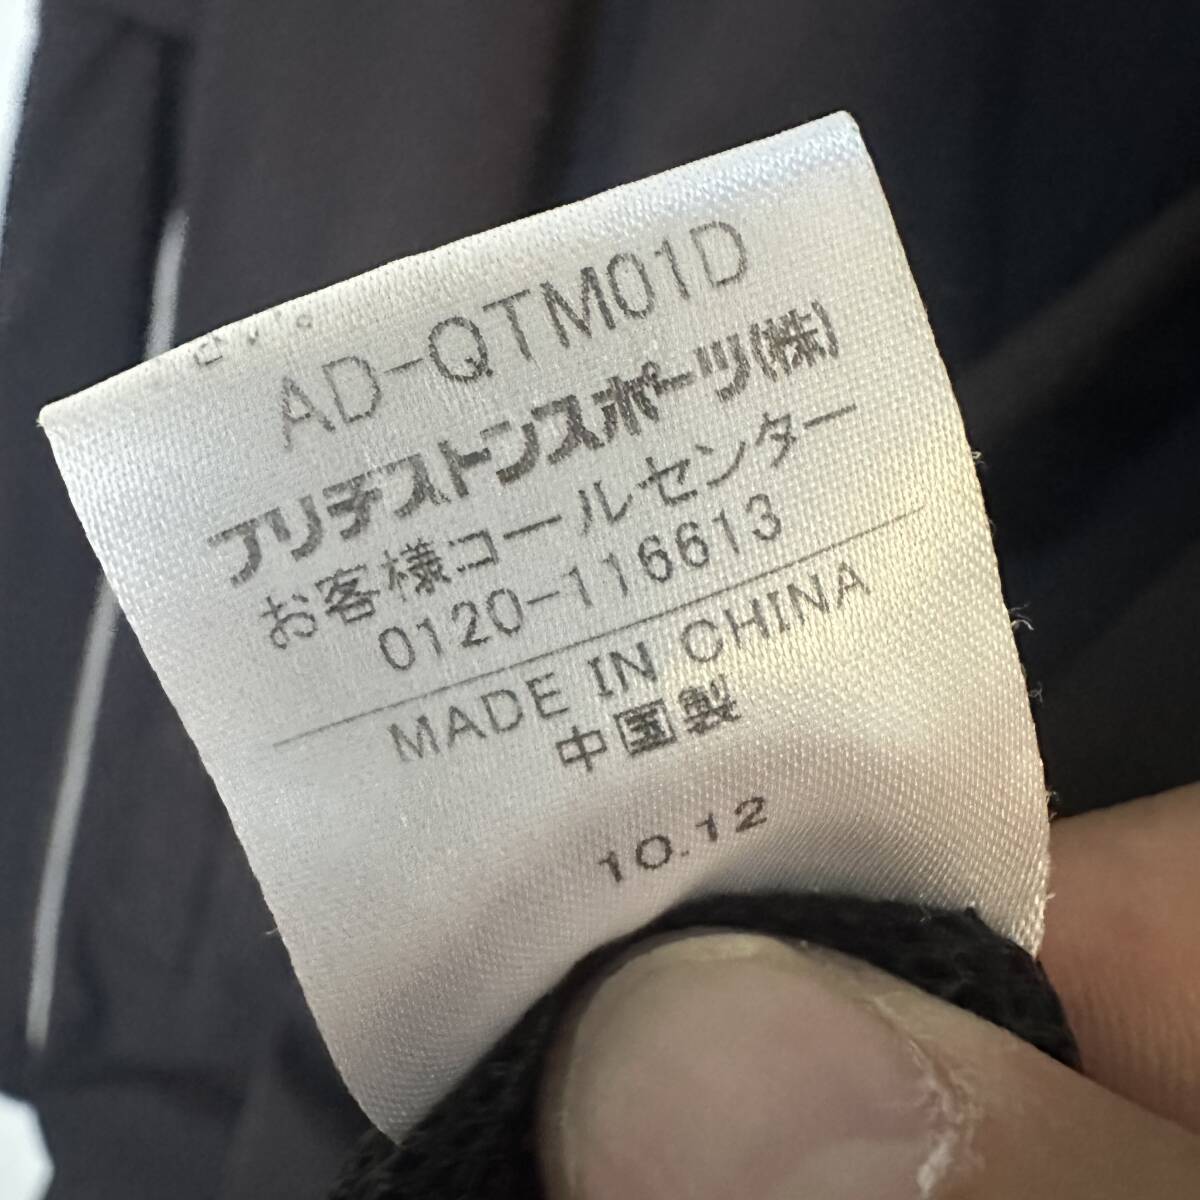 AD-QTM01D
ブリヂストンスポーツ(株)
お客様コールセンター
0120-116613
MADE IN CHINA
中国製
10.12